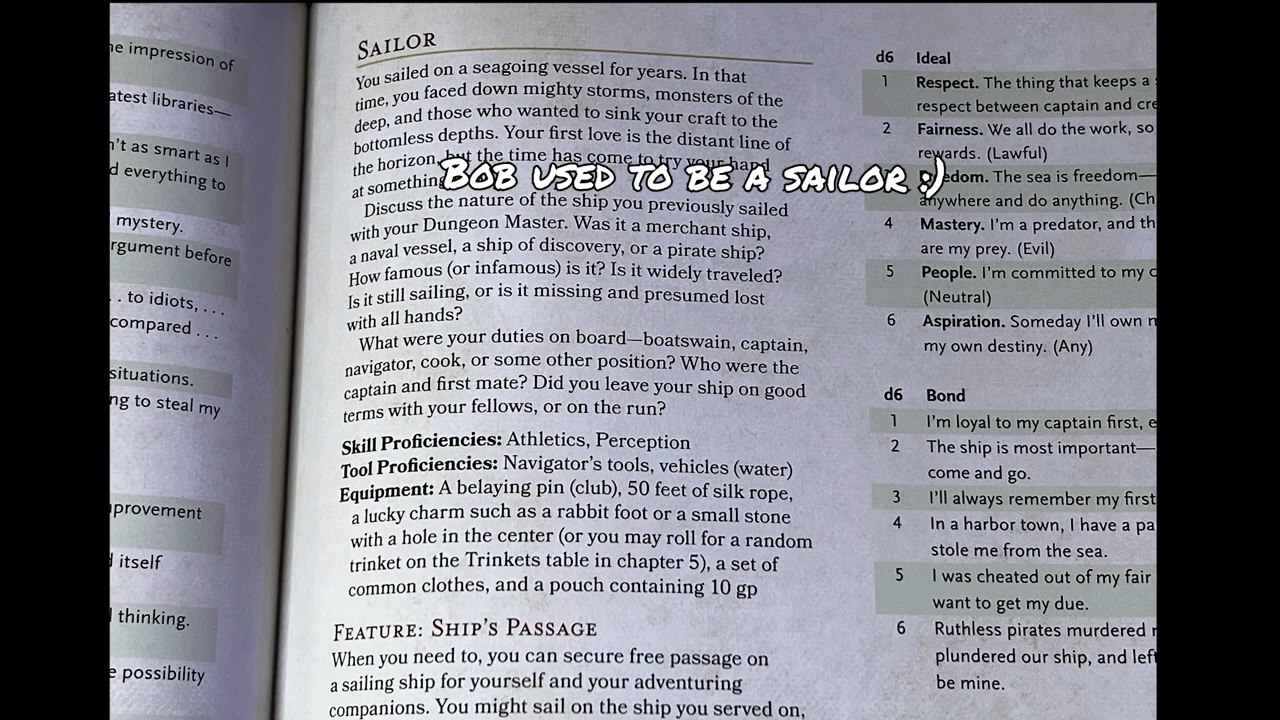 e impression of
atest libraries—
n't as smart as I
d everything to
mystery.
rgument before
. . to idiots, . . .
compared . . .
situations.
ng to steal my
provement
itself
thinking.
e possibility
SAILOR
You sailed on a seagoing vessel for years. In that
time, you faced down mighty storms, monsters of the
deep, and those who wanted to sink your craft to the
bottomless depths. Your first love is the distant line of
the horizon, but the time has come to try your hand
at something
Bob used to be a sailor :)
Discuss the nature of the ship you previously sailed
with your Dungeon Master. Was it a merchant ship,
a naval vessel, a ship of discovery, or a pirate ship?
How famous (or infamous) is it? Is it widely traveled?
Is it still sailing, or is it missing and presumed lost
with all hands?
What were your duties on board—boatswain, captain,
navigator, cook, or some other position? Who were the
captain and first mate? Did you leave your ship on good
terms with your fellows, or on the run?
Skill Proficiencies: Athletics, Perception
Tool Proficiencies: Navigator's tools, vehicles (water)
Equipment: A belaying pin (club), 50 feet of silk rope,
a lucky charm such as a rabbit foot or a small stone
with a hole in the center (or you may roll for a random
trinket on the Trinkets table in chapter 5), a set of
common clothes, and a pouch containing 10 gp
FEATURE: SHIP'S PASSAGE
When you need to, you can secure free passage on
a sailing ship for yourself and your adventuring
companions. You might sail on the ship you served on,
d6 Ideal
1 Respect. The thing that keeps a s
respect between captain and cre
2 Fairness. We all do the work, so
rewards. (Lawful)
edom. The sea is freedom—
anywhere and do anything. (Ch
4 Mastery. I'm a predator, and th
are my prey. (Evil)
5 People. I'm committed to my c
(Neutral)
6 Aspiration. Someday I'll own m
my own destiny. (Any)
d6 Bond
1 I'm loyal to my captain first, e
2 The ship is most important—
come and go.
3 I'll always remember my first
4 In a harbor town, I have a pa
stole me from the sea.
5 I was cheated out of my fair
want to get my due.
6 Ruthless pirates murdered
plundered our ship, and left
be mine.